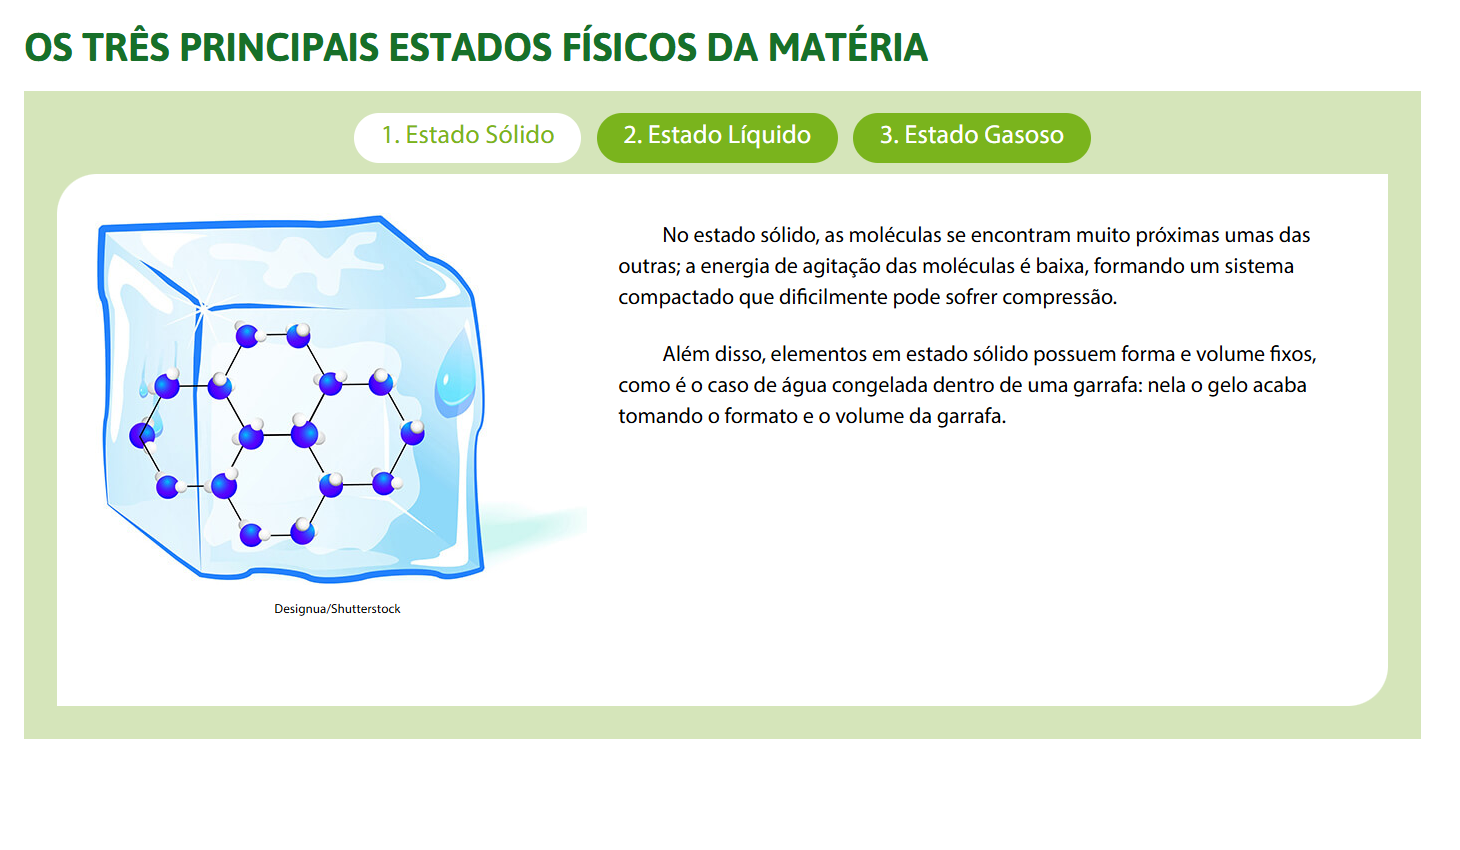 OS TRÊS PRINCIPAIS ESTADOS FÍSICOS DA MATÉRIA
1. Estado Sólido
2. Estado Líquido
3. Estado Gasoso
No estado sólido, as moléculas se encontram muito próximas umas das
outras; a energia de agitação das moléculas é baixa, formando um sistema
compactado que dificilmente pode sofrer compressão.
Além disso, elementos em estado sólido possuem forma e volume fixos,
como é o caso de água congelada dentro de uma garrafa: nela o gelo acaba
tomando o formato e o volume da garrafa.
Designua/Shutterstock